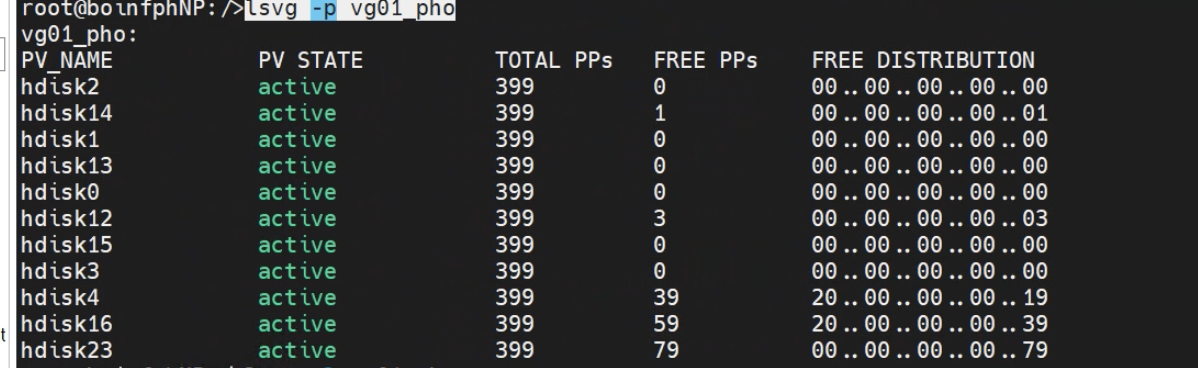 root@boinfphNP:/>lsvg -p vg01_pho
vg01_pho:
PV_NAME PV STATE TOTAL PPs FREE PPs FREE DISTRIBUTION
hdisk2 active 399 0 00..00..00..00..00
hdisk14 active 399 1 00..00..00..00..01
hdisk1 active 399 0 00..00..00..00..00
hdisk13 active 399 0 00..00..00..00..00
hdisk0 active 399 0 00..00..00..00..00
hdisk12 active 399 3 00..00..00..00..03
hdisk15 active 399 0 00..00..00..00..00
hdisk3 active 399 0 00..00..00..00..00
hdisk4 active 399 39 20..00..00..00..19
hdisk16 active 399 59 20..00..00..00..39
hdisk23 active 399 79 00..00..00..00..79